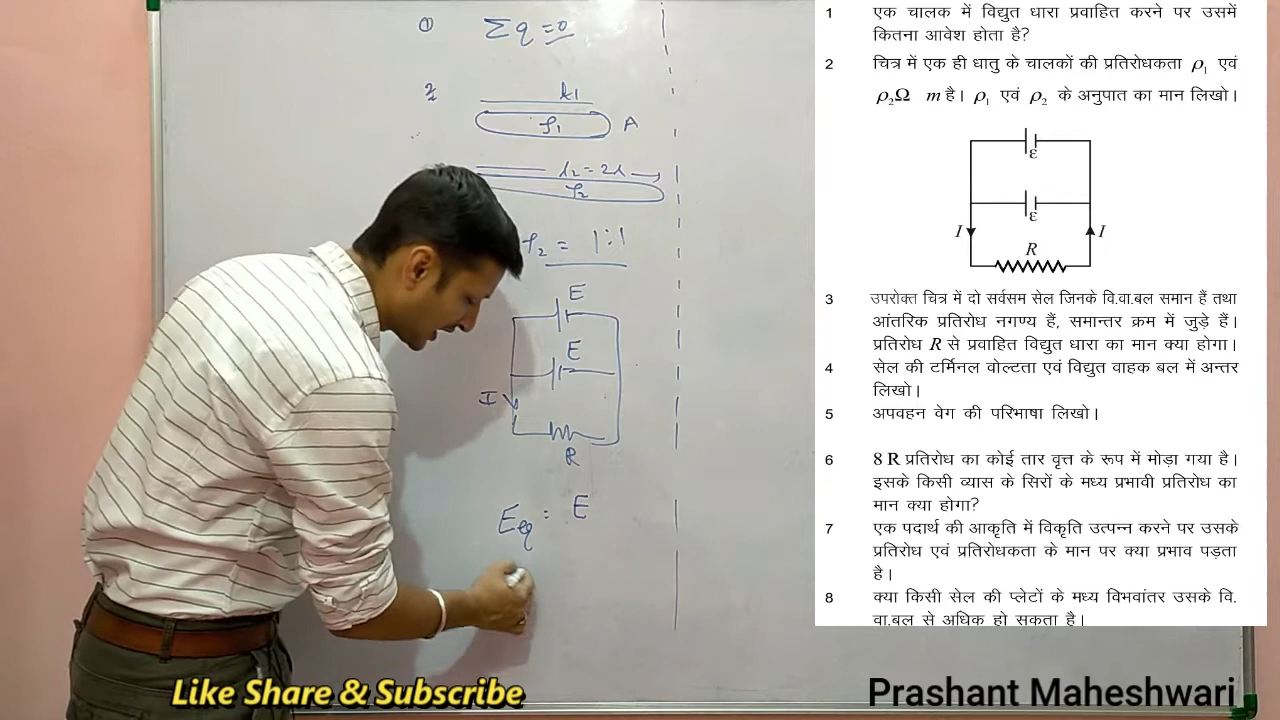 ① Σq = 0
2 l1
ρ1 A
l2 = 2l
ρ2
ρ2 = 1:1
E
E
I
R
Eeq = E
1 एक चालक में विद्युत धारा प्रवाहित करने पर उसमें
कितना आवेश होता है?
2 चित्र में एक ही धातु के चालकों की प्रतिरोधकता ρ1 एवं
ρ2Ω m है। ρ1 एवं ρ2 के अनुपात का मान लिखो।
ε
ε
I I
R
3 उपरोक्त चित्र में दो सर्वसम सेल जिनके वि.वा.बल समान हैं तथा
आंतरिक प्रतिरोध नगण्य हैं, समान्तर क्रम में जुड़े हैं।
प्रतिरोध R से प्रवाहित विद्युत धारा का मान क्या होगा।
4 सेल की टर्मिनल वोल्टता एवं विद्युत वाहक बल में अन्तर
लिखो।
5 अपवहन वेग की परिभाषा लिखो।
6 8 R प्रतिरोध का कोई तार वृत्त के रूप में मोड़ा गया है।
इसके किसी व्यास के सिरों के मध्य प्रभावी प्रतिरोध का
मान क्या होगा?
7 एक पदार्थ की आकृति में विकृति उत्पन्न करने पर उनके
प्रतिरोध एवं प्रतिरोधकता के मान पर क्या प्रभाव पड़ता
है।
8 क्या किसी सेल की प्लेटों के मध्य विभवांतर उसके वि.
वा.बल से अधिक हो सकता है।
Like Share & Subscribe
Prashant Maheshwari